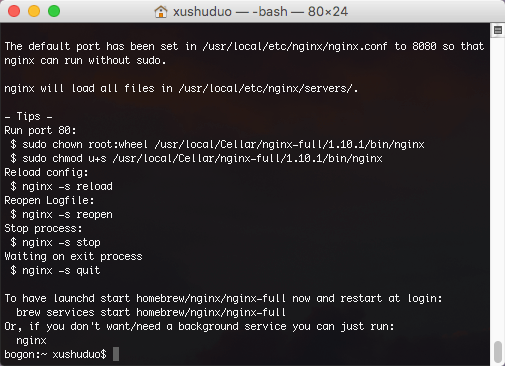 xushuduo — -bash — 80×24
The default port has been set in /usr/local/etc/nginx/nginx.conf to 8080 so that
nginx can run without sudo.
nginx will load all files in /usr/local/etc/nginx/servers/.
- Tips -
Run port 80:
$ sudo chown root:wheel /usr/local/Cellar/nginx-full/1.10.1/bin/nginx
$ sudo chmod u+s /usr/local/Cellar/nginx-full/1.10.1/bin/nginx
Reload config:
$ nginx -s reload
Reopen Logfile:
$ nginx -s reopen
Stop process:
$ nginx -s stop
Waiting on exit process
$ nginx -s quit
To have launchd start homebrew/nginx/nginx-full now and restart at login:
brew services start homebrew/nginx/nginx-full
Or, if you don't want/need a background service you can just run:
nginx
bogon:~ xushuduo$